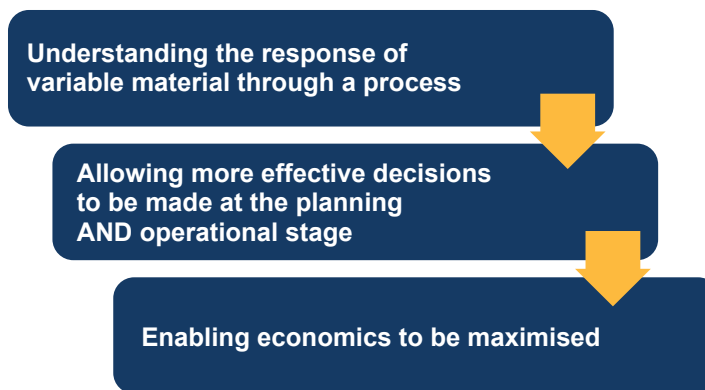 Understanding the response of
variable material through a process
Allowing more effective decisions
to be made at the planning
AND operational stage
Enabling economics to be maximised